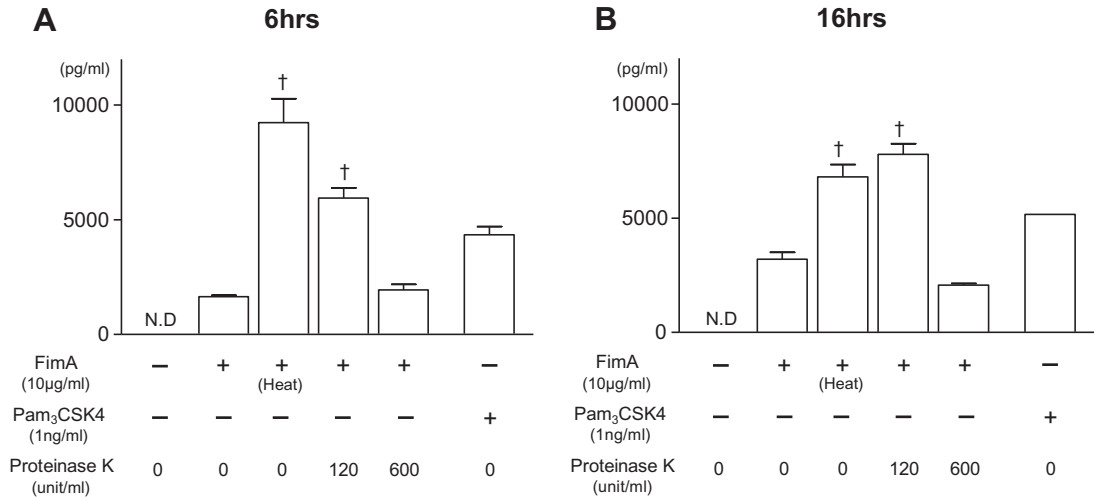 A
6hrs
(pg/ml)
†
10000
†
5000
N.D
0
FimA
(10µg/ml)
– + + + + –
(Heat)
Pam₃CSK4
(1ng/ml)
– – – – – +
Proteinase K
(unit/ml)
0 0 0 120 600 0
B
16hrs
(pg/ml)
10000
†
†
5000
N.D
0
FimA
(10µg/ml)
– + + + + –
(Heat)
Pam₃CSK4
(1ng/ml)
– – – – – +
Proteinase K
(unit/ml)
0 0 0 120 600 0